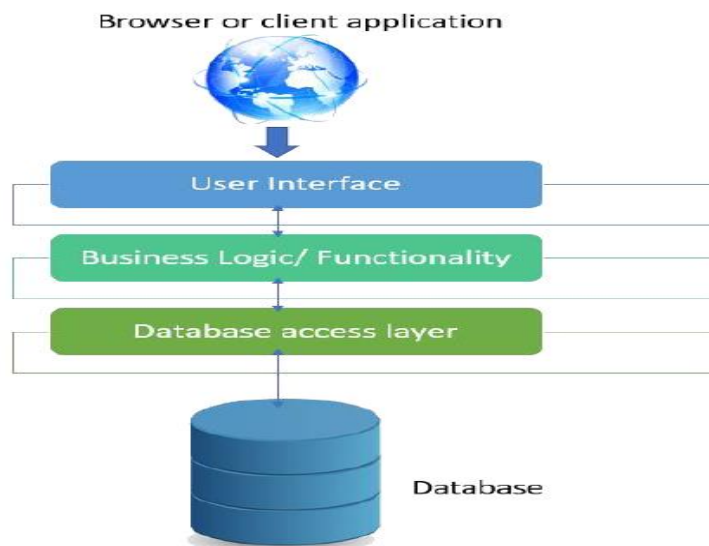 Browser or client application
User Interface
Business Logic/ Functionality
Database access layer
Database